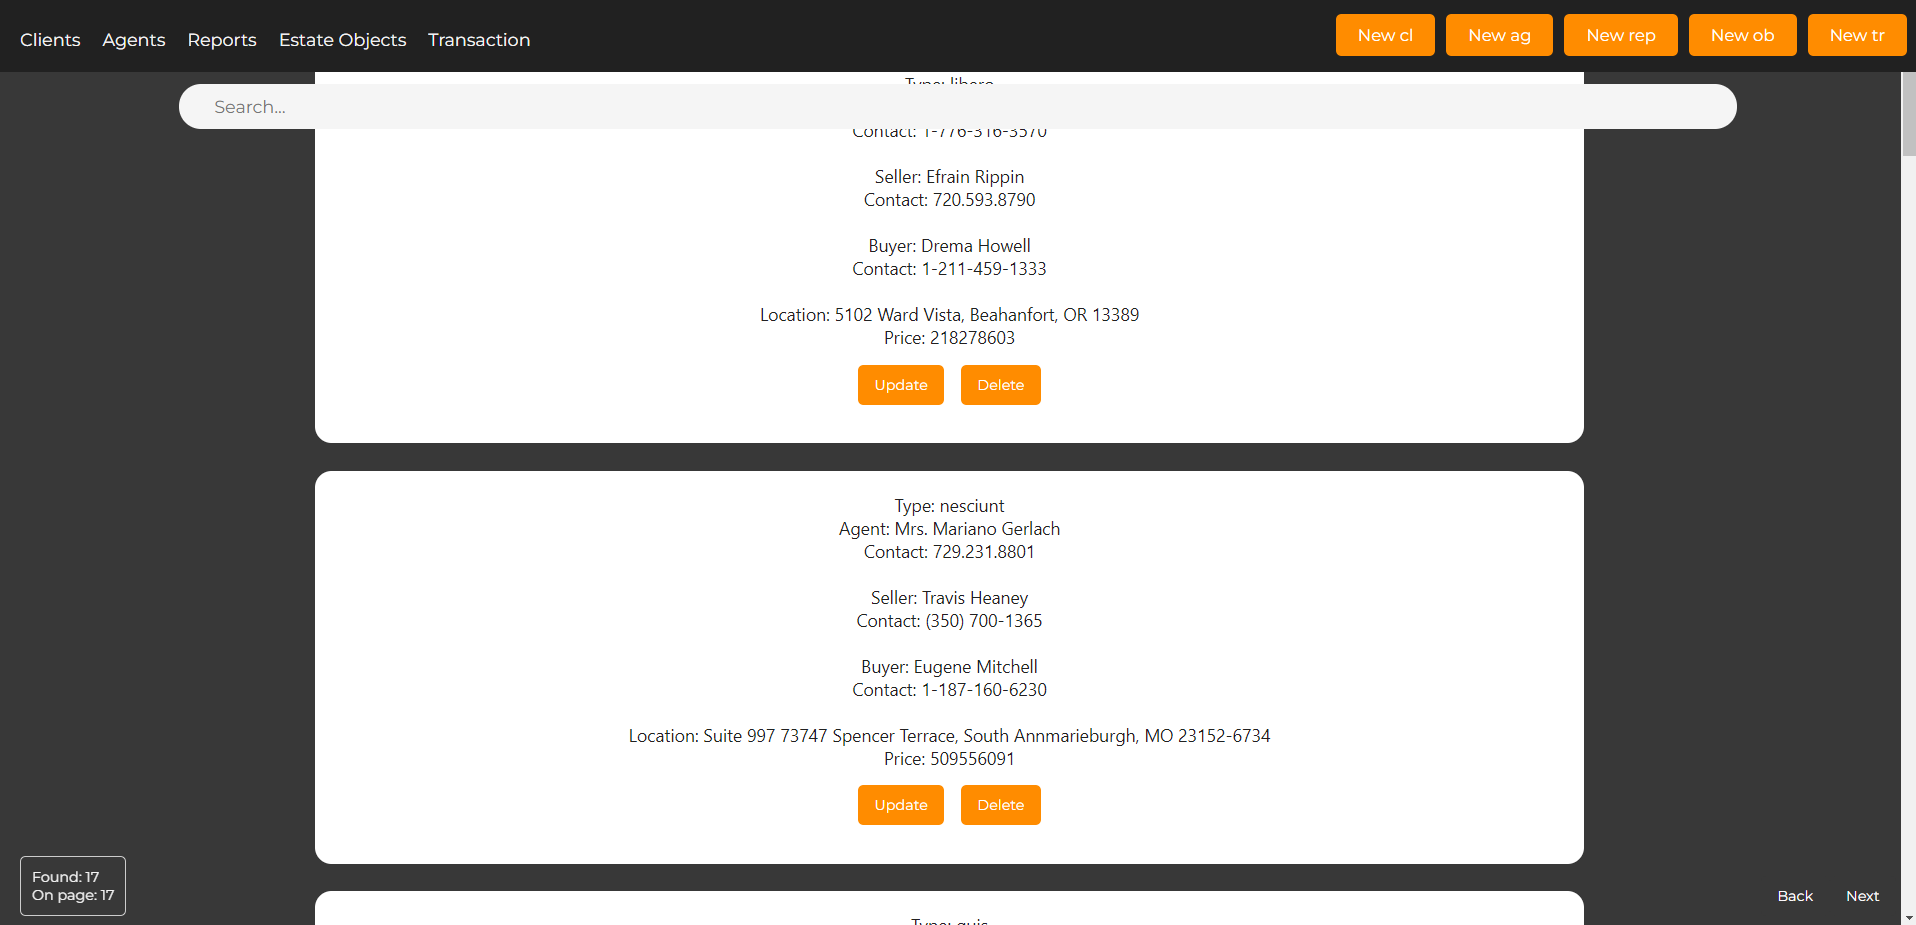 Clients Agents Reports Estate Objects Transaction New cl New ag New rep New ob New tr
Type: libero
Search...
Contact: 1-776-316-3570
Seller: Efrain Rippin
Contact: 720.593.8790
Buyer: Drema Howell
Contact: 1-211-459-1333
Location: 5102 Ward Vista, Beahanfort, OR 13389
Price: 218278603
Update Delete
Type: nesciunt
Agent: Mrs. Mariano Gerlach
Contact: 729.231.8801
Seller: Travis Heaney
Contact: (350) 700-1365
Buyer: Eugene Mitchell
Contact: 1-187-160-6230
Location: Suite 997 73747 Spencer Terrace, South Annmarieburgh, MO 23152-6734
Price: 509556091
Update Delete
Found: 17
On page: 17
Back Next
Type: quis